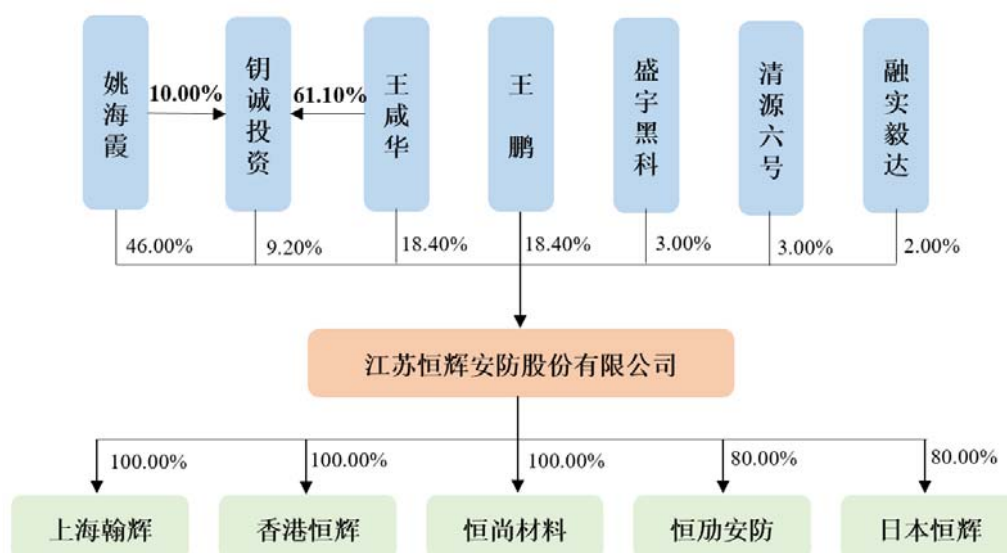 姚海霞
10.00%
钥诚投资
61.10%
王咸华
王 鹏
盛宇黑科
清源六号
融实毅达
46.00%
9.20%
18.40%
18.40%
3.00%
3.00%
2.00%
江苏恒辉安防股份有限公司
100.00%
100.00%
100.00%
80.00%
80.00%
上海翰辉
香港恒辉
恒尚材料
恒劢安防
日本恒辉